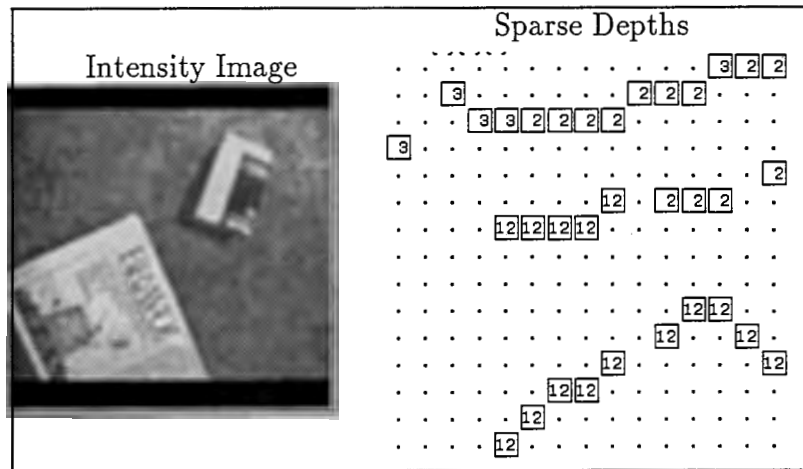 Sparse Depths
Intensity Image
3 2 2
3 2 2 2
3 3 2 2 2 2
3
2
12 2 2 2
12 12 12 12
12 12
12 12
12 12
12 12
12
12